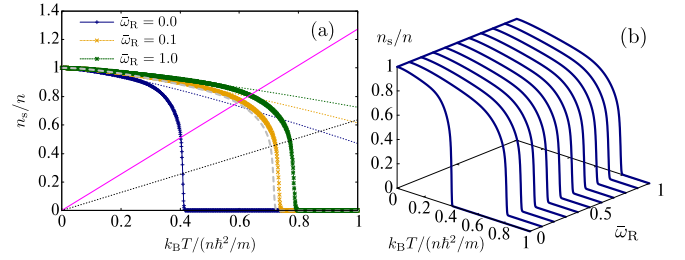 (a)
ω̄_R = 0.0
ω̄_R = 0.1
ω̄_R = 1.0
n_s/n
1.4
1.2
1
0.8
0.6
0.4
0.2
0
0 0.2 0.4 0.6 0.8 1
k_BT/(nħ²/m)
(b)
n_s/n
1
0.8
0.6
0.4
0.2
0
0 0.2 0.4 0.6 0.8 1
k_BT/(nħ²/m)
0 0.5 1
ω̄_R